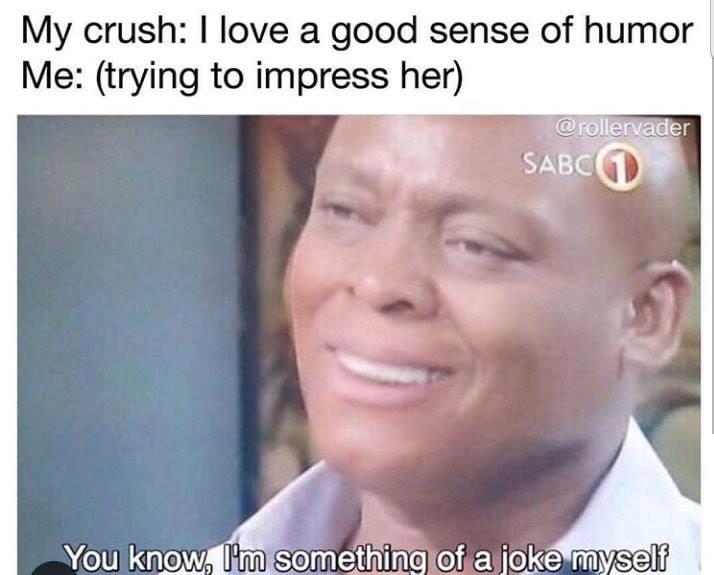 My crush: I love a good sense of humor
Me: (trying to impress her)
@rollervader
SABC 1
You know, I'm something of a joke myself